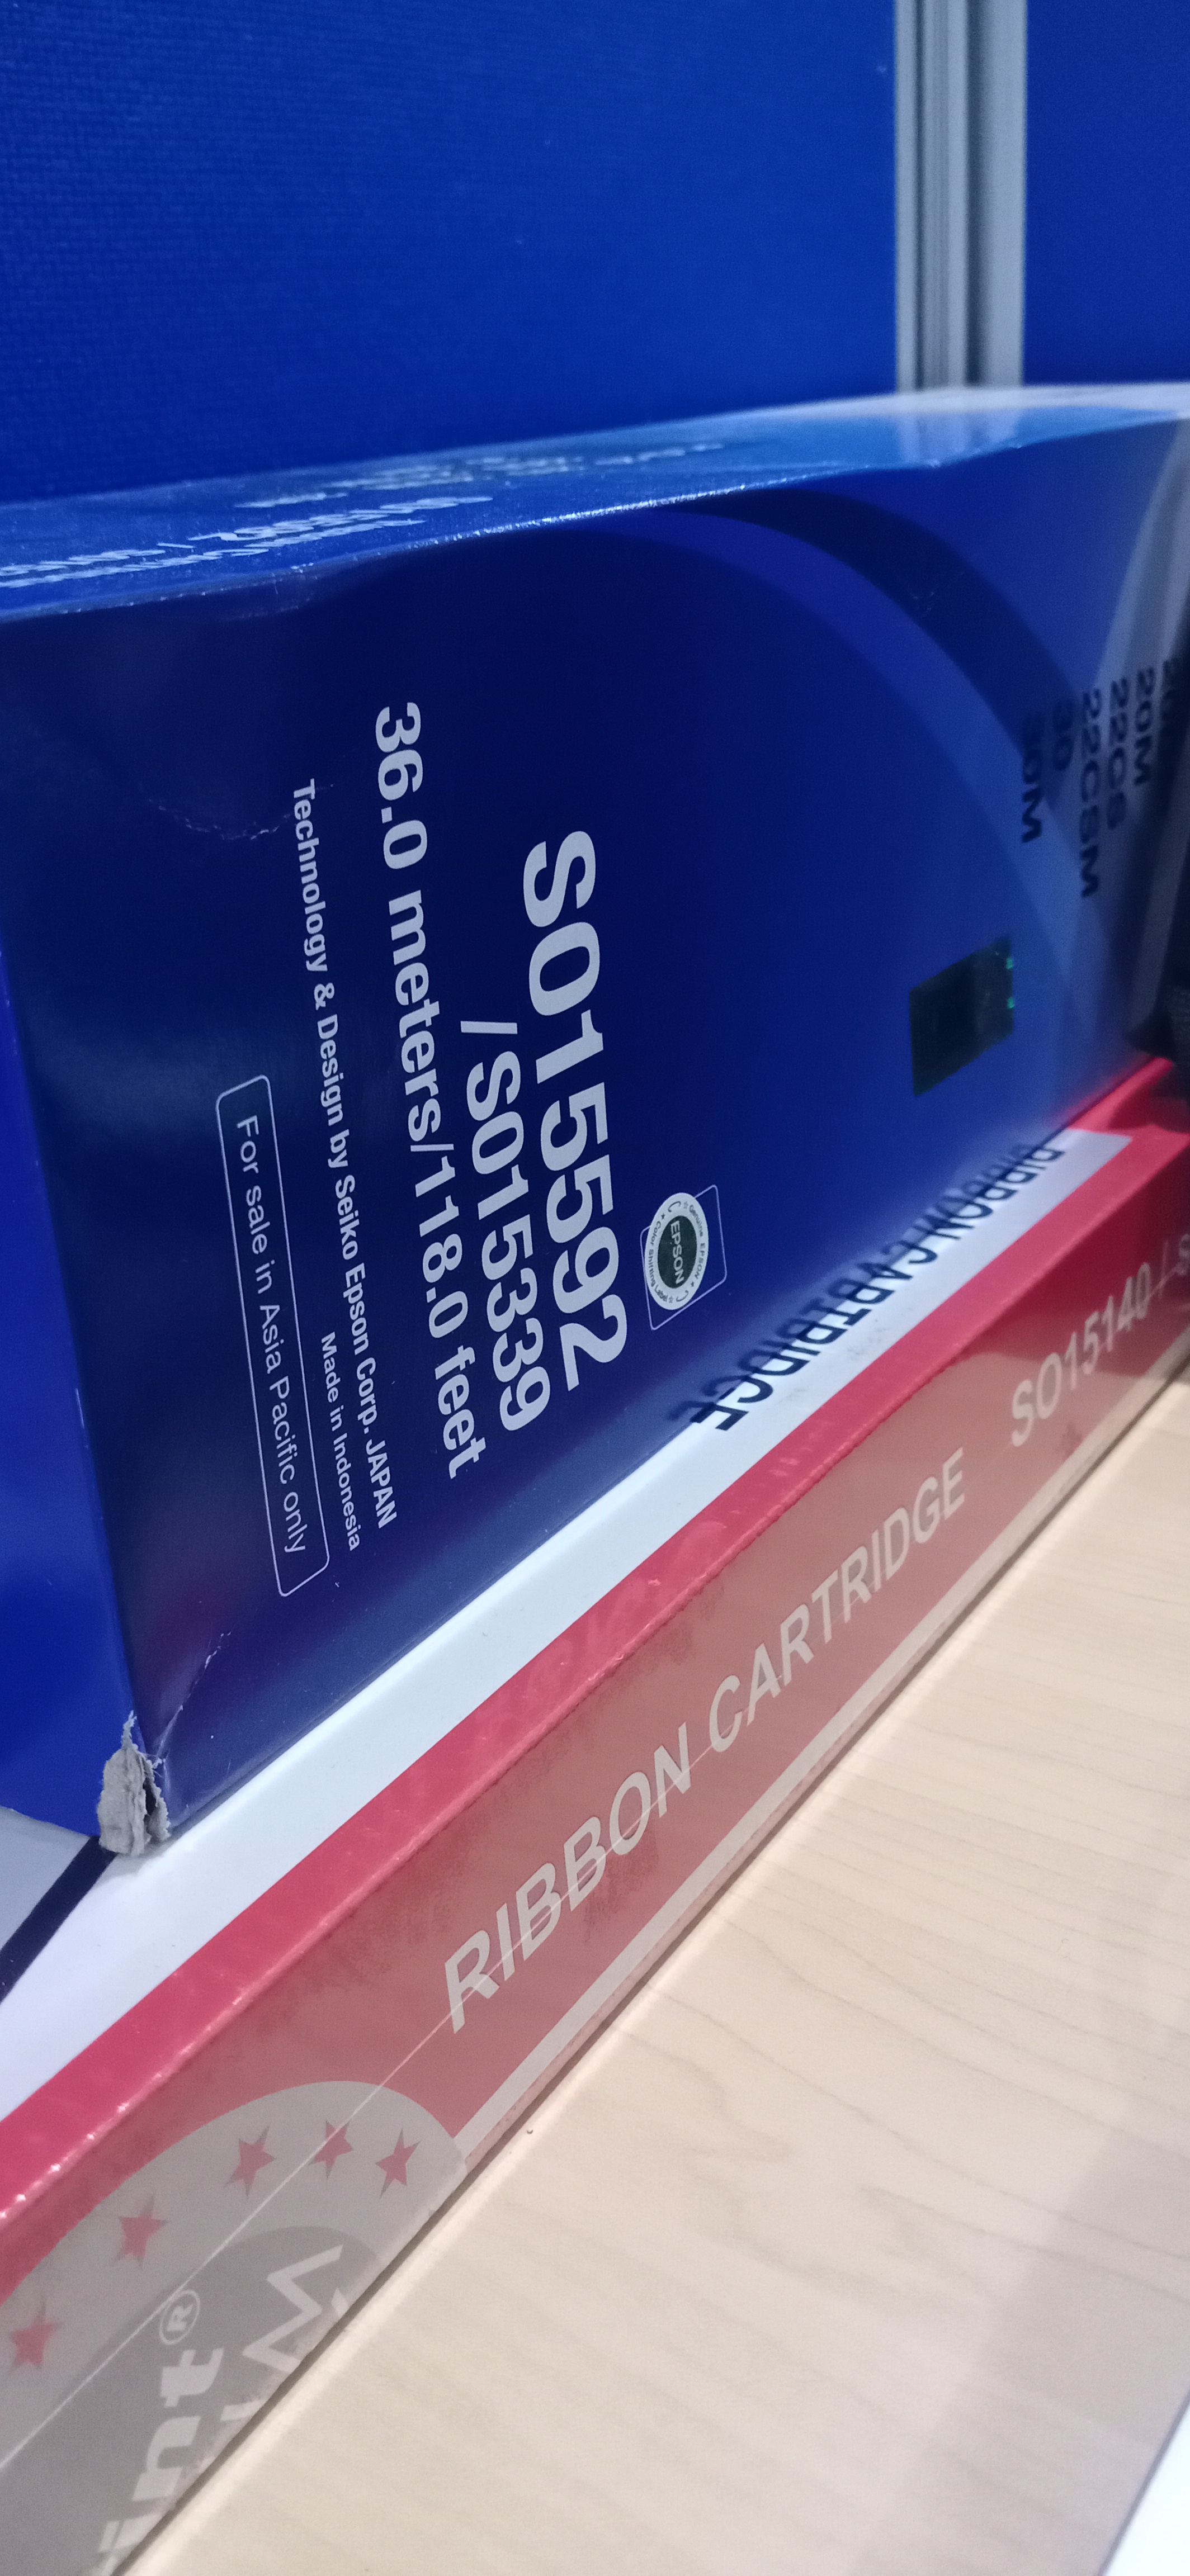 S015592
/S015339
36.0 meters/118.0 feet
Technology & Design by Seiko Epson Corp. JAPAN
Made in Indonesia
For sale in Asia Pacific only
EPSON
20M
22CS
22CSM
30
30M
RIBBON CARTRIDGE
RIBBON CARTRIDGE SO15140 /
®